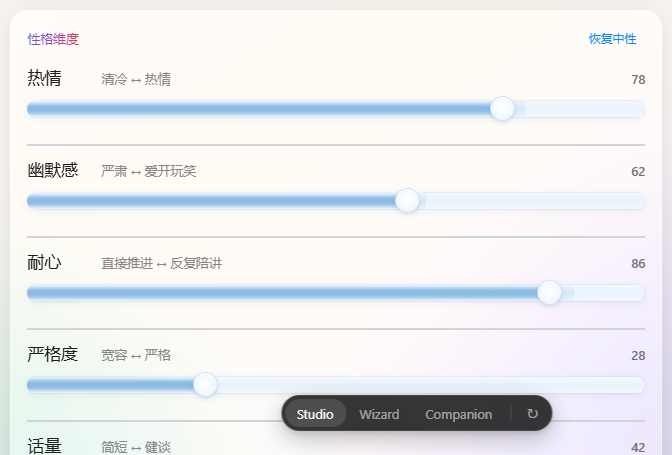 性格维度 恢复中性
热情 清冷 ↔ 热情 78
幽默感 严肃 ↔ 爱开玩笑 62
耐心 直接推进 ↔ 反复陪讲 86
严格度 宽容 ↔ 严格 28
Studio Wizard Companion ↻
话量 简短 ↔ 健谈 42